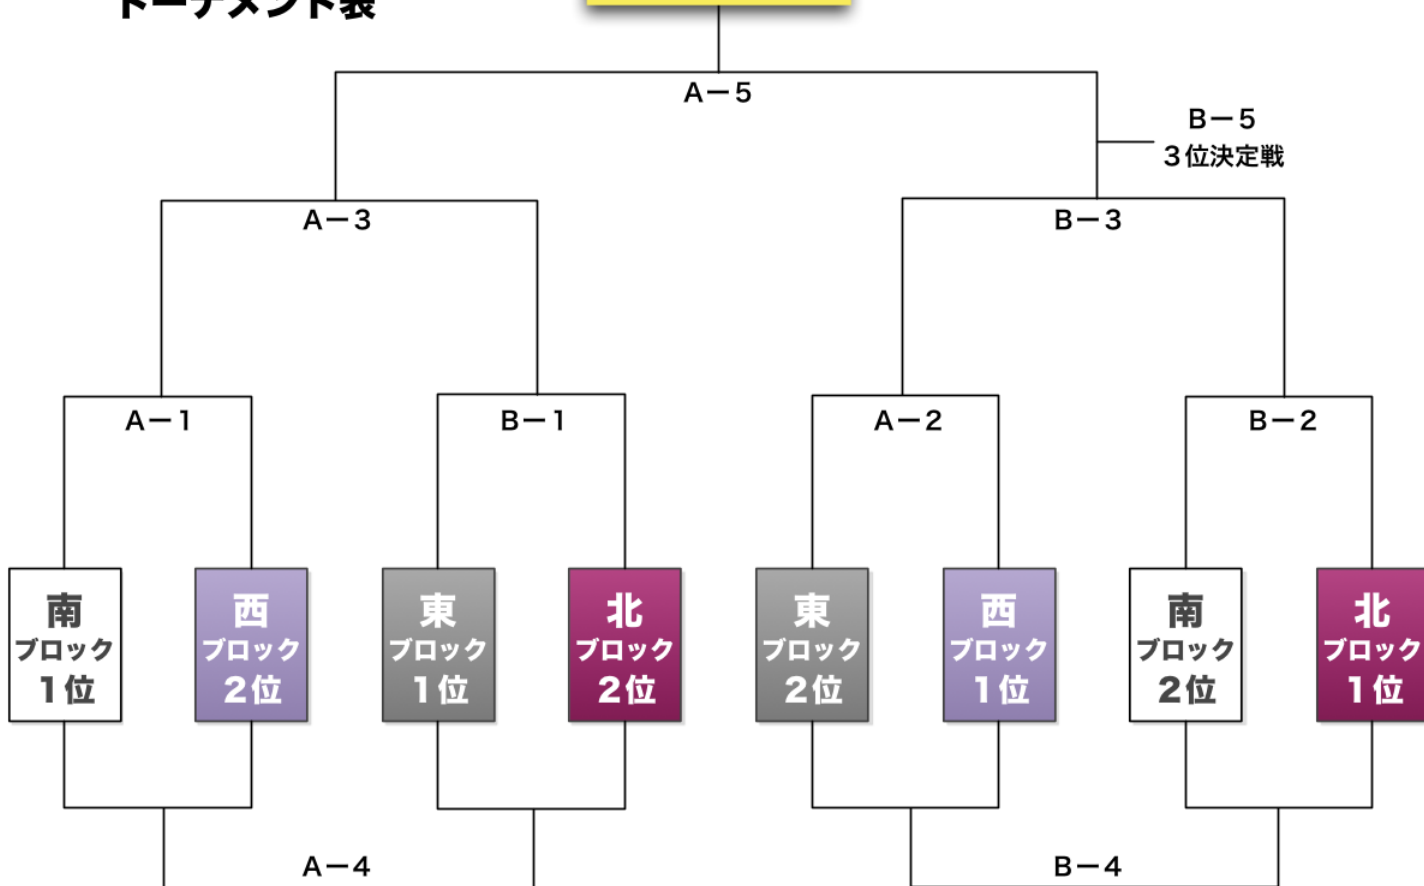 トーナメント表
A－5
B－5
３位決定戦
A－3
B－3
A－1
B－1
A－2
B－2
南
ブロック
1位
西
ブロック
2位
東
ブロック
1位
北
ブロック
2位
東
ブロック
2位
西
ブロック
1位
南
ブロック
2位
北
ブロック
1位
A－4
B－4